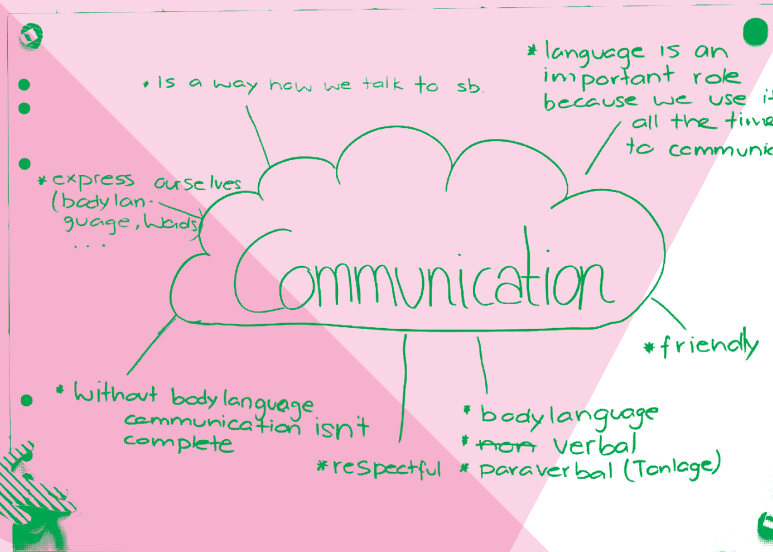 * is a way how we talk to sb.
* language is an
important role
because we use it
all the time
to communic
* express ourselves
(body lan-
guage, Words)
...
Communication
* friendly
* without body language
communication isn't
complete
* respectful
* body language
* non verbal
* paraverbal (Tonlage)